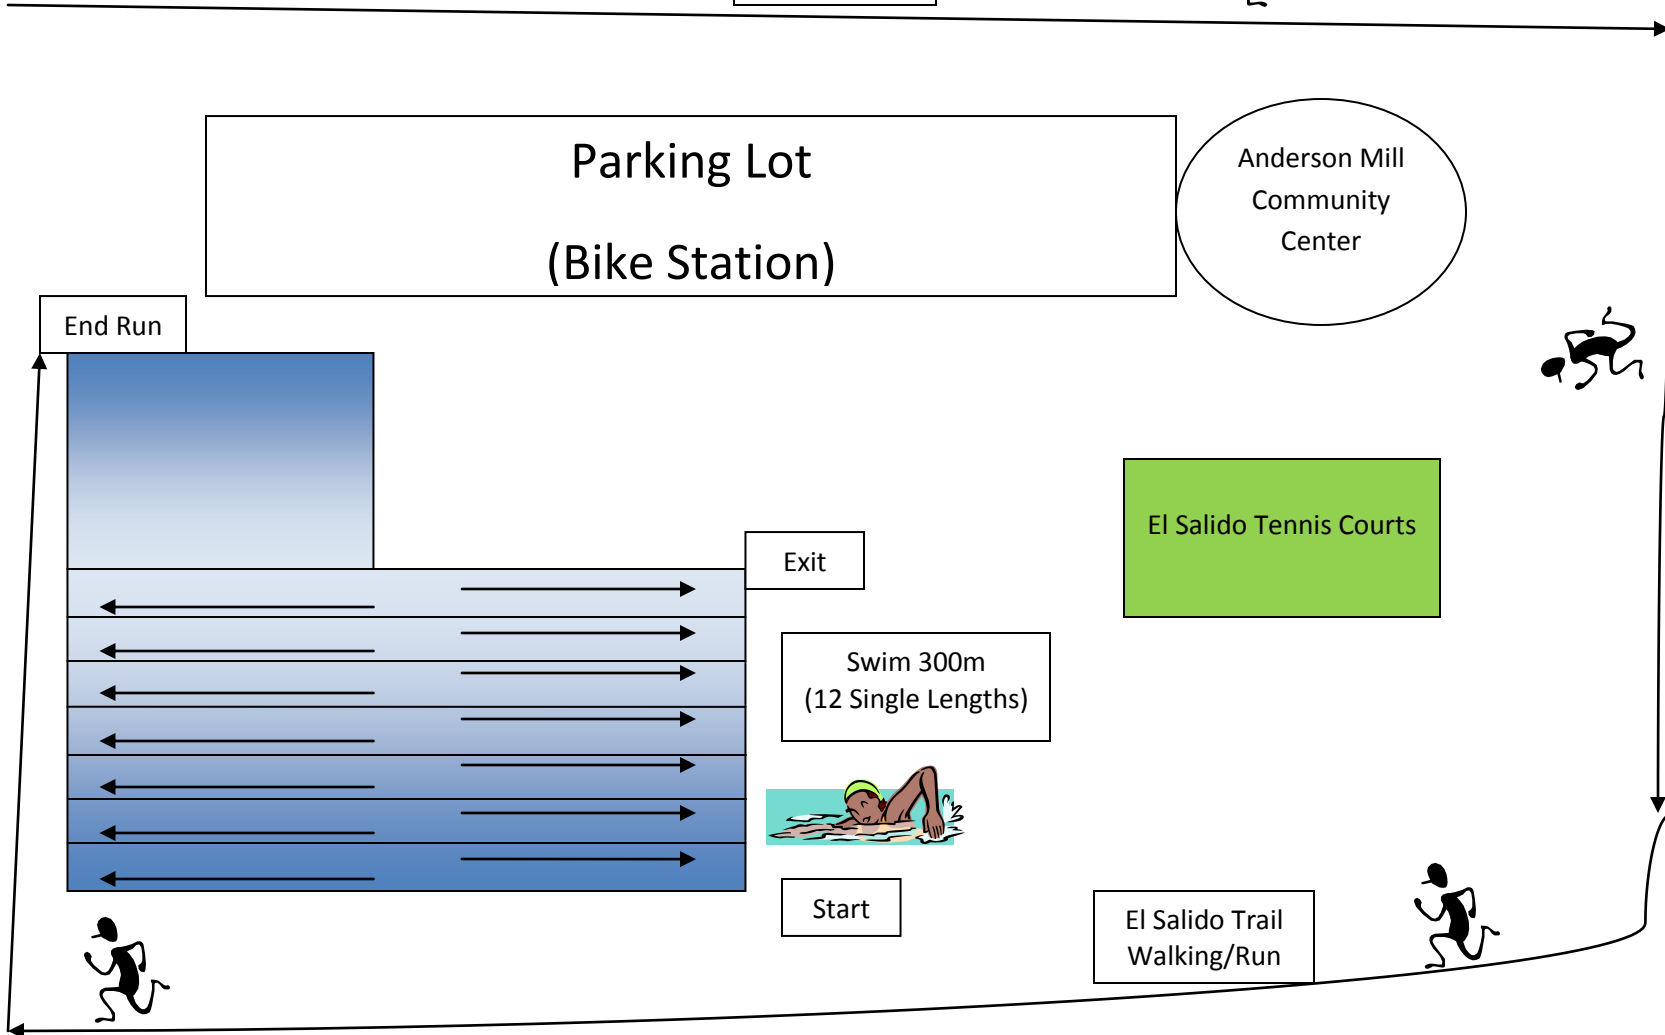 Parking Lot
(Bike Station)
Anderson Mill
Community
Center
End Run
El Salido Tennis Courts
Exit
Swim 300m
(12 Single Lengths)
Start
El Salido Trail
Walking/Run